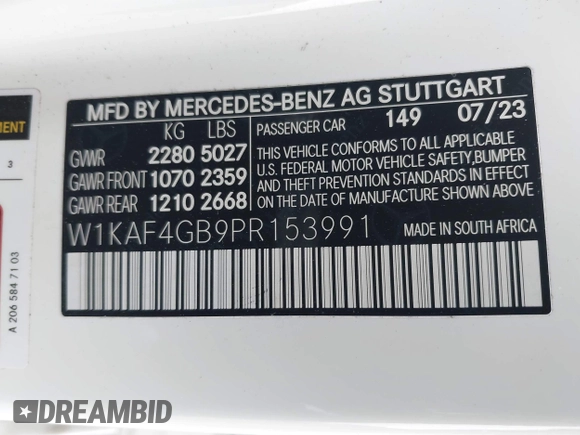 MFD BY MERCEDES-BENZ AG STUTTGART
KG LBS
GVWR 2280 5027
GAWR FRONT 1070 2359
GAWR REAR 1210 2668
PASSENGER CAR 149 07/23
THIS VEHICLE CONFORMS TO ALL APPLICABLE
U.S. FEDERAL MOTOR VEHICLE SAFETY, BUMPER
AND THEFT PREVENTION STANDARDS IN EFFECT
ON THE DATE OF MANUFACTURE SHOWN ABOVE.
W1KAF4GB9PR153991
MADE IN SOUTH AFRICA
MENT
3
A 206 584 71 03
DREAMBID